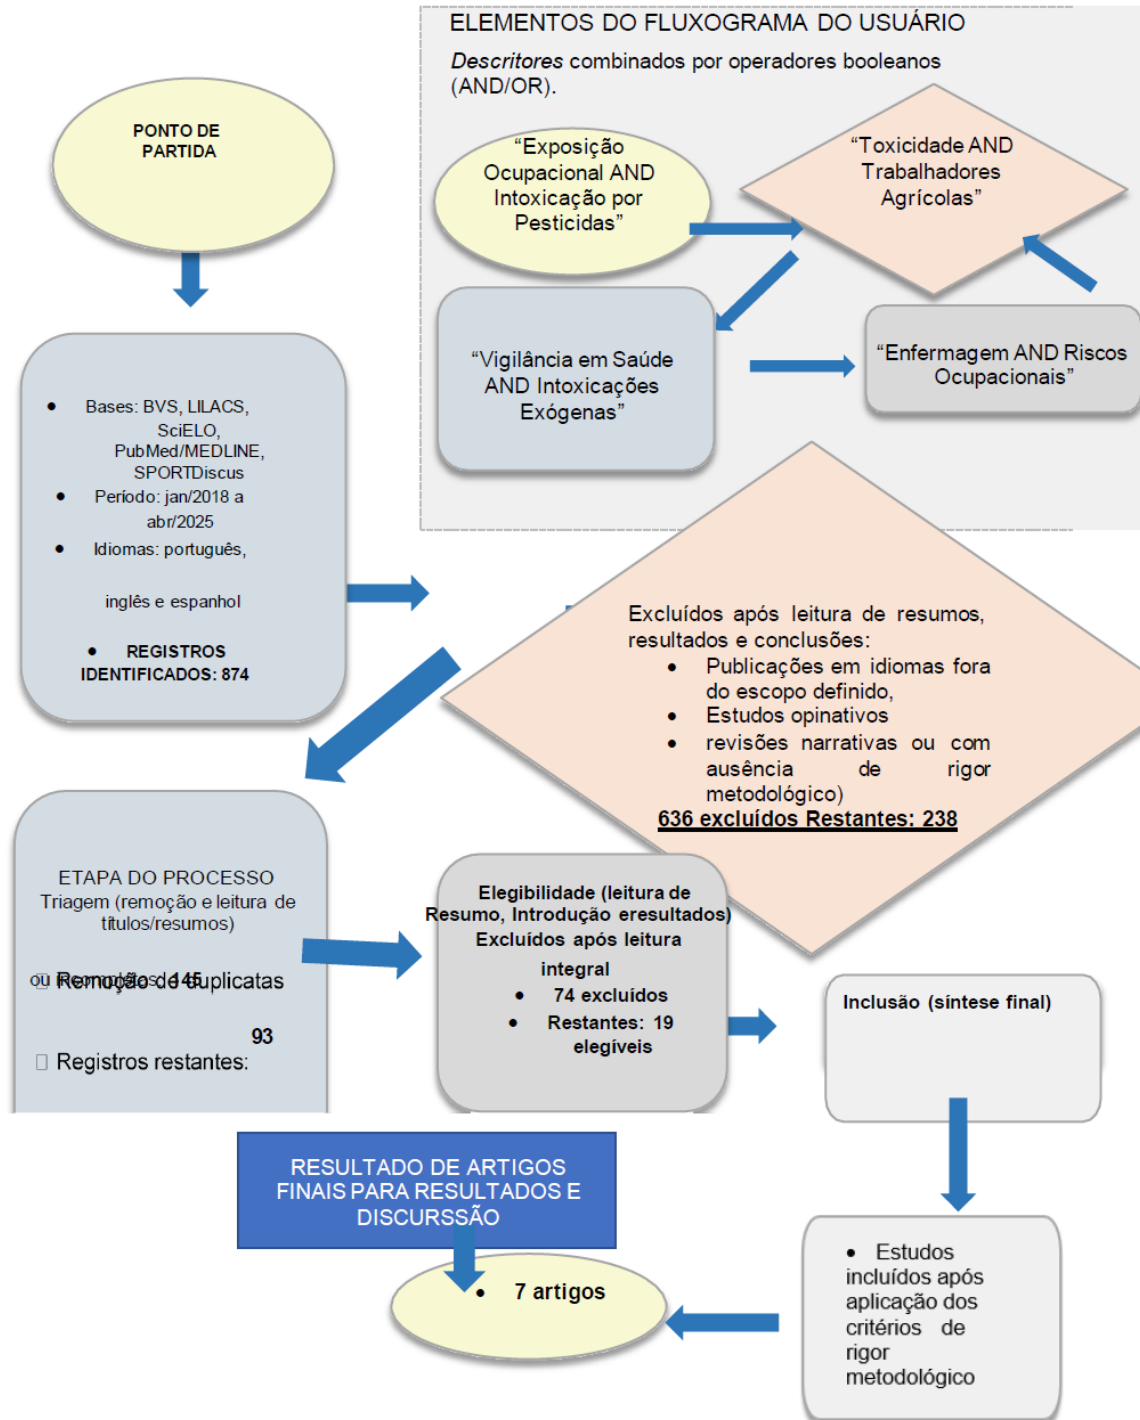 ELEMENTOS DO FLUXOGRAMA DO USUÁRIO
Descritores combinados por operadores booleanos
(AND/OR).
PONTO DE
PARTIDA
“Exposição
Ocupacional AND
Intoxicação por
Pesticidas”
“Toxicidade AND
Trabalhadores
Agrícolas”
“Vigilância em Saúde
AND Intoxicações
Exógenas”
“Enfermagem AND Riscos
Ocupacionais”
• Bases: BVS, LILACS,
SciELO,
PubMed/MEDLINE,
SPORTDiscus
• Período: jan/2018 a
abr/2025
• Idiomas: português,
inglês e espanhol
• REGISTROS
IDENTIFICADOS: 874
Excluídos após leitura de resumos,
resultados e conclusões:
• Publicações em idiomas fora
do escopo definido,
• Estudos opinativos
• revisões narrativas ou com
ausência de rigor
metodológico)
636 excluídos Restantes: 238
ETAPA DO PROCESSO
Triagem (remoção e leitura de
títulos/resumos)
Remoção de duplicatas
ou incompletos: 145
93
Registros restantes:
Elegibilidade (leitura de
Resumo, Introdução eresultados)
Excluídos após leitura
integral
• 74 excluídos
• Restantes: 19
elegíveis
Inclusão (síntese final)
• Estudos
incluídos após
aplicação dos
critérios de
rigor
metodológico
RESULTADO DE ARTIGOS
FINAIS PARA RESULTADOS E
DISCURSSÃO
• 7 artigos